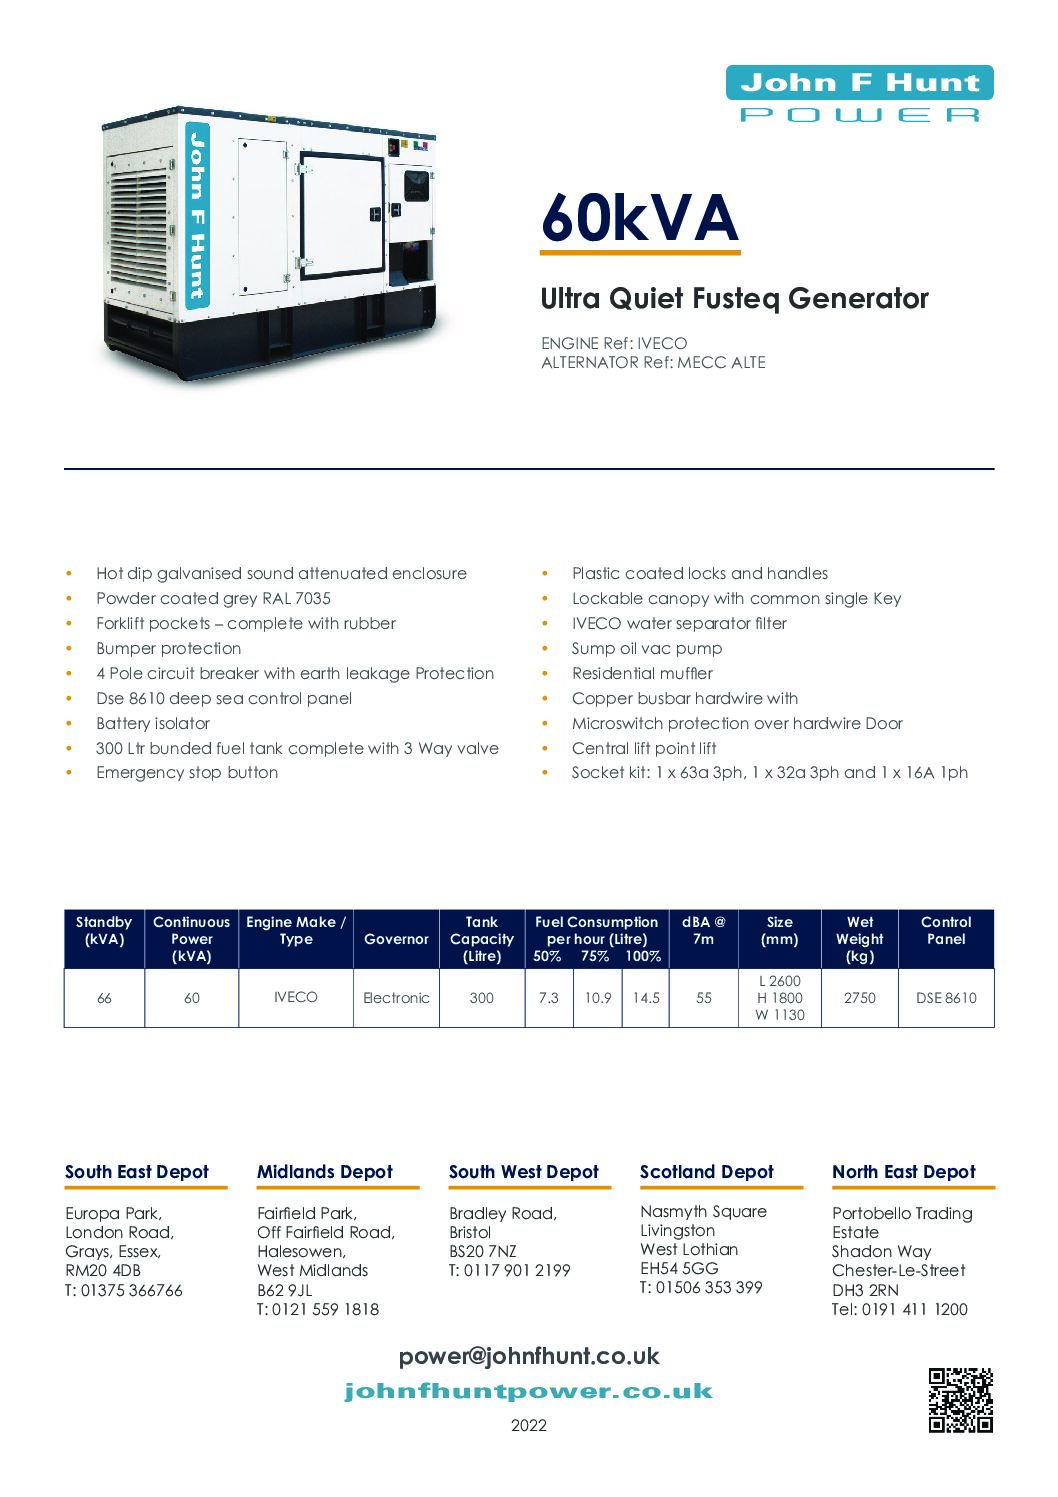 John F Hunt
POWER
John F Hunt
60kVA
Ultra Quiet Fusteq Generator
ENGINE Ref: IVECO
ALTERNATOR Ref: MECC ALTE
• Hot dip galvanised sound attenuated enclosure
• Powder coated grey RAL 7035
• Forklift pockets – complete with rubber
• Bumper protection
• 4 Pole circuit breaker with earth leakage Protection
• Dse 8610 deep sea control panel
• Battery isolator
• 300 Ltr bunded fuel tank complete with 3 Way valve
• Emergency stop button
• Plastic coated locks and handles
• Lockable canopy with common single Key
• IVECO water separator filter
• Sump oil vac pump
• Residential muffler
• Copper busbar hardwire with
• Microswitch protection over hardwire Door
• Central lift point lift
• Socket kit: 1 x 63a 3ph, 1 x 32a 3ph and 1 x 16A 1ph
Standby (kVA)
Continuous Power (kVA)
Engine Make / Type
Governor
Tank Capacity (Litre)
Fuel Consumption per hour (Litre)
50% 75% 100%
dBA @ 7m
Size (mm)
Wet Weight (kg)
Control Panel
66
60
IVECO
Electronic
300
7.3
10.9
14.5
55
L 2600
H 1800
W 1130
2750
DSE 8610
South East Depot
Europa Park,
London Road,
Grays, Essex,
RM20 4DB
T: 01375 366766
Midlands Depot
Fairfield Park,
Off Fairfield Road,
Halesowen,
West Midlands
B62 9JL
T: 0121 559 1818
South West Depot
Bradley Road,
Bristol
BS20 7NZ
T: 0117 901 2199
Scotland Depot
Nasmyth Square
Livingston
West Lothian
EH54 5GG
T: 01506 353 399
North East Depot
Portobello Trading
Estate
Shadon Way
Chester-Le-Street
DH3 2RN
Tel: 0191 411 1200
power@johnfhunt.co.uk
johnfhuntpower.co.uk
2022